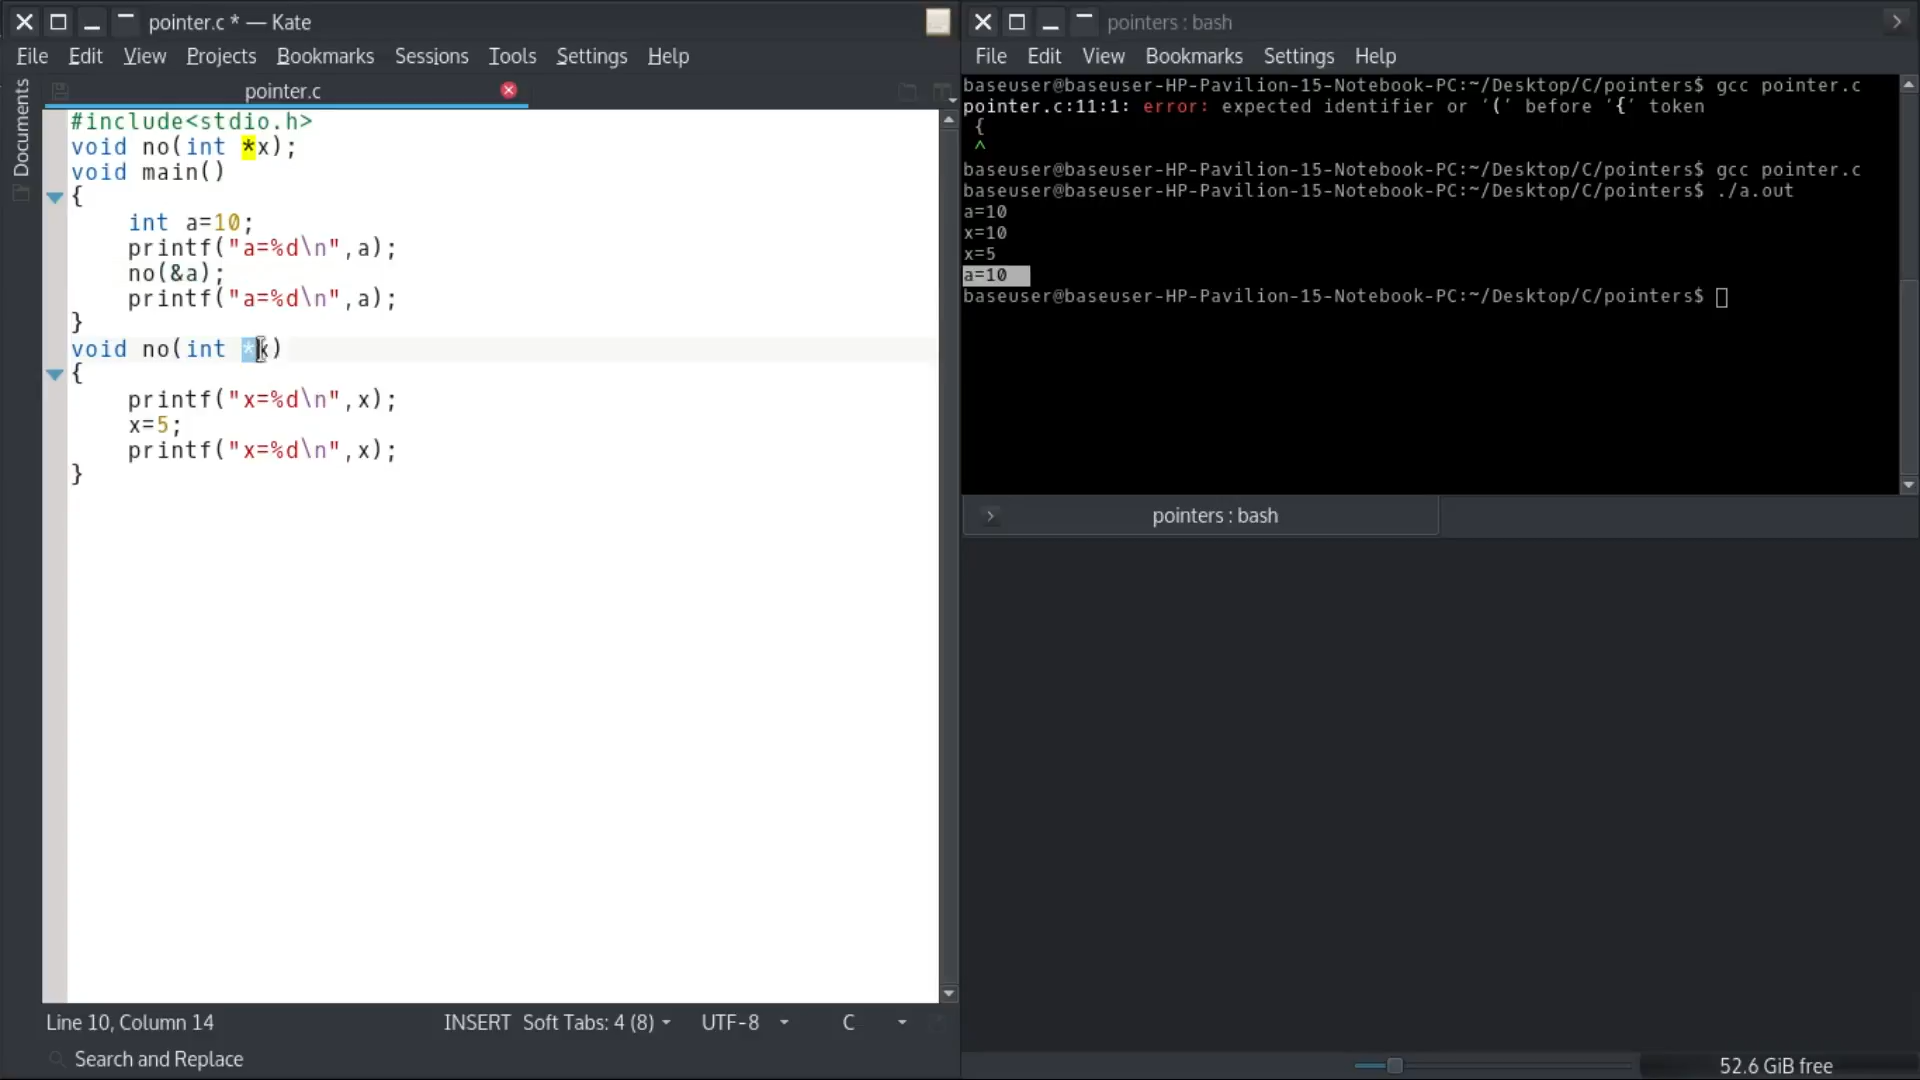 pointer.c * — Kate
File Edit View Projects Bookmarks Sessions Tools Settings Help
Documents
pointer.c
#include<stdio.h>
void no(int *x);
void main()
{
    int a=10;
    printf("a=%d\n",a);
    no(&a);
    printf("a=%d\n",a);
}
void no(int *x)
{
    printf("x=%d\n",x);
    x=5;
    printf("x=%d\n",x);
}
Line 10, Column 14 INSERT Soft Tabs: 4 (8) UTF-8 C
Search and Replace
pointers : bash
File Edit View Bookmarks Settings Help
baseuser@baseuser-HP-Pavilion-15-Notebook-PC:~/Desktop/C/pointers$ gcc pointer.c
pointer.c:11:1: error: expected identifier or ‘(’ before ‘{’ token
 {
 ^
baseuser@baseuser-HP-Pavilion-15-Notebook-PC:~/Desktop/C/pointers$ gcc pointer.c
baseuser@baseuser-HP-Pavilion-15-Notebook-PC:~/Desktop/C/pointers$ ./a.out
a=10
x=10
x=5
a=10
baseuser@baseuser-HP-Pavilion-15-Notebook-PC:~/Desktop/C/pointers$
pointers : bash
52.6 GiB free